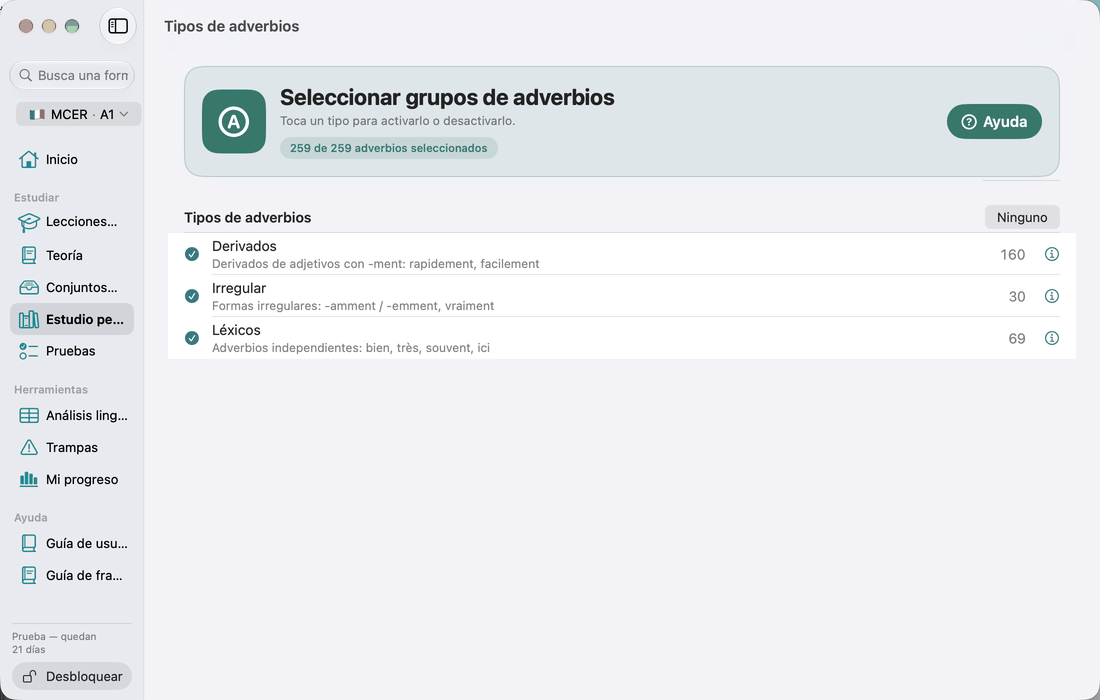 Tipos de adverbios
Busca una forn
MCER · A1
Inicio
Estudiar
Lecciones...
Teoría
Conjuntos...
Estudio pe...
Pruebas
Herramientas
Análisis ling...
Trampas
Mi progreso
Ayuda
Guía de usu...
Guía de fra...
Prueba — quedan
21 días
Desbloquear
A
Seleccionar grupos de adverbios
Toca un tipo para activarlo o desactivarlo.
259 de 259 adverbios seleccionados
? Ayuda
Tipos de adverbios
Ninguno
Derivados
Derivados de adjetivos con -ment: rapidement, facilement
160
Irregular
Formas irregulares: -amment / -emment, vraiment
30
Léxicos
Adverbios independientes: bien, très, souvent, ici
69